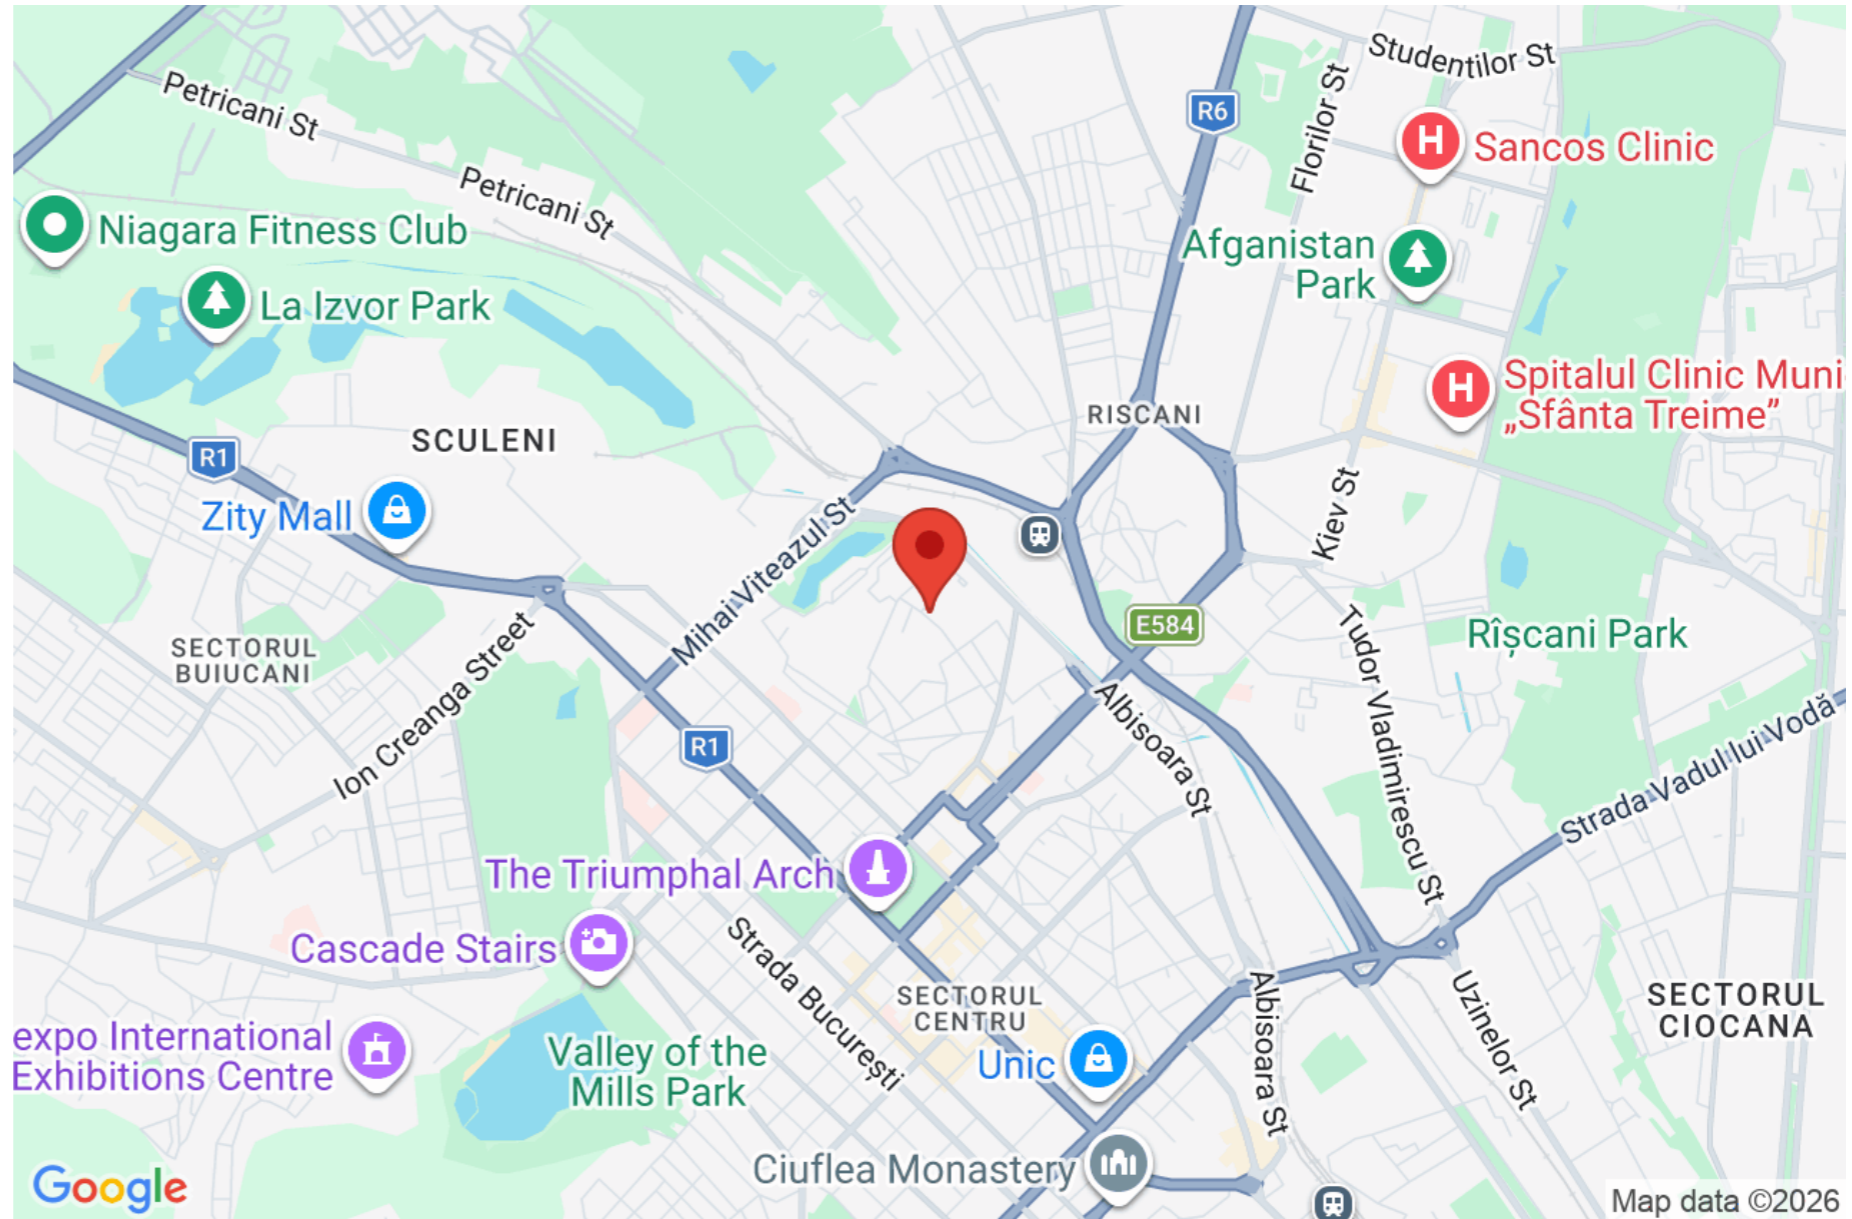 Studentilor St
Petricani St
R6
Florilor St
Sancos Clinic
Petricani St
Niagara Fitness Club
Afganistan
Park
La Izvor Park
Spitalul Clinic Muni
„Sfânta Treime”
RISCANI
SCULENI
R1
Zity Mall
Kiev St
Mihai Viteazul St
E584
SECTORUL
BUIUCANI
Ion Creanga Street
Rîșcani Park
Tudor Vladimirescu St
Albisoara St
R1
Strada Vadul lui Vodă
The Triumphal Arch
Cascade Stairs
Strada București
SECTORUL
CENTRU
Albisoara St
Uzinelor St
SECTORUL
CIOCANA
expo International
Exhibitions Centre
Valley of the
Mills Park
Unic
Ciuflea Monastery
Google
Map data ©2026